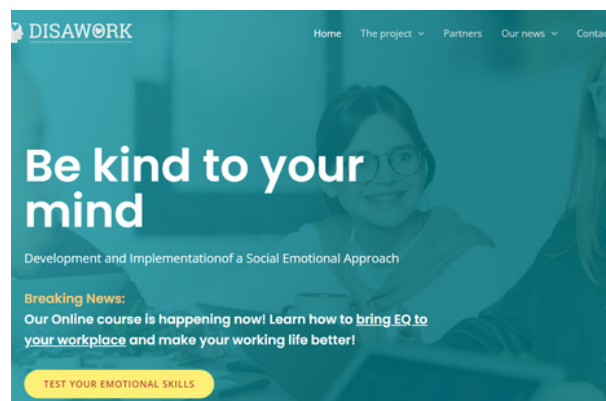 DISAWORK
Home The project Partners Our news
Be kind to your
mind
Development and Implementationof a Social Emotional Approach
Breaking News:
Our Online course is happening now! Learn how to bring EQ to
your workplace and make your working life better!
TEST YOUR EMOTIONAL SKILLS